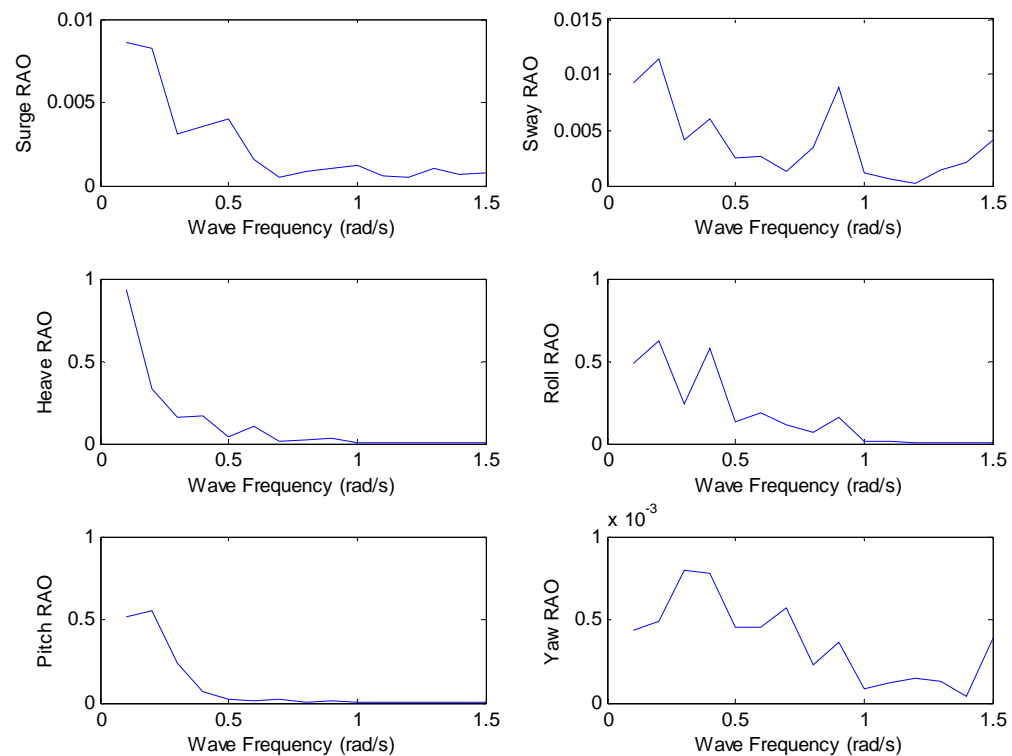 0.01
0.005
0
Surge RAO
0 0.5 1 1.5
Wave Frequency (rad/s)
0.015
0.01
0.005
0
Sway RAO
0 0.5 1 1.5
Wave Frequency (rad/s)
1
0.5
0
Heave RAO
0 0.5 1 1.5
Wave Frequency (rad/s)
1
0.5
0
Roll RAO
0 0.5 1 1.5
Wave Frequency (rad/s)
1
0.5
0
Pitch RAO
0 0.5 1 1.5
Wave Frequency (rad/s)
x 10^-3
1
0.5
0
Yaw RAO
0 0.5 1 1.5
Wave Frequency (rad/s)